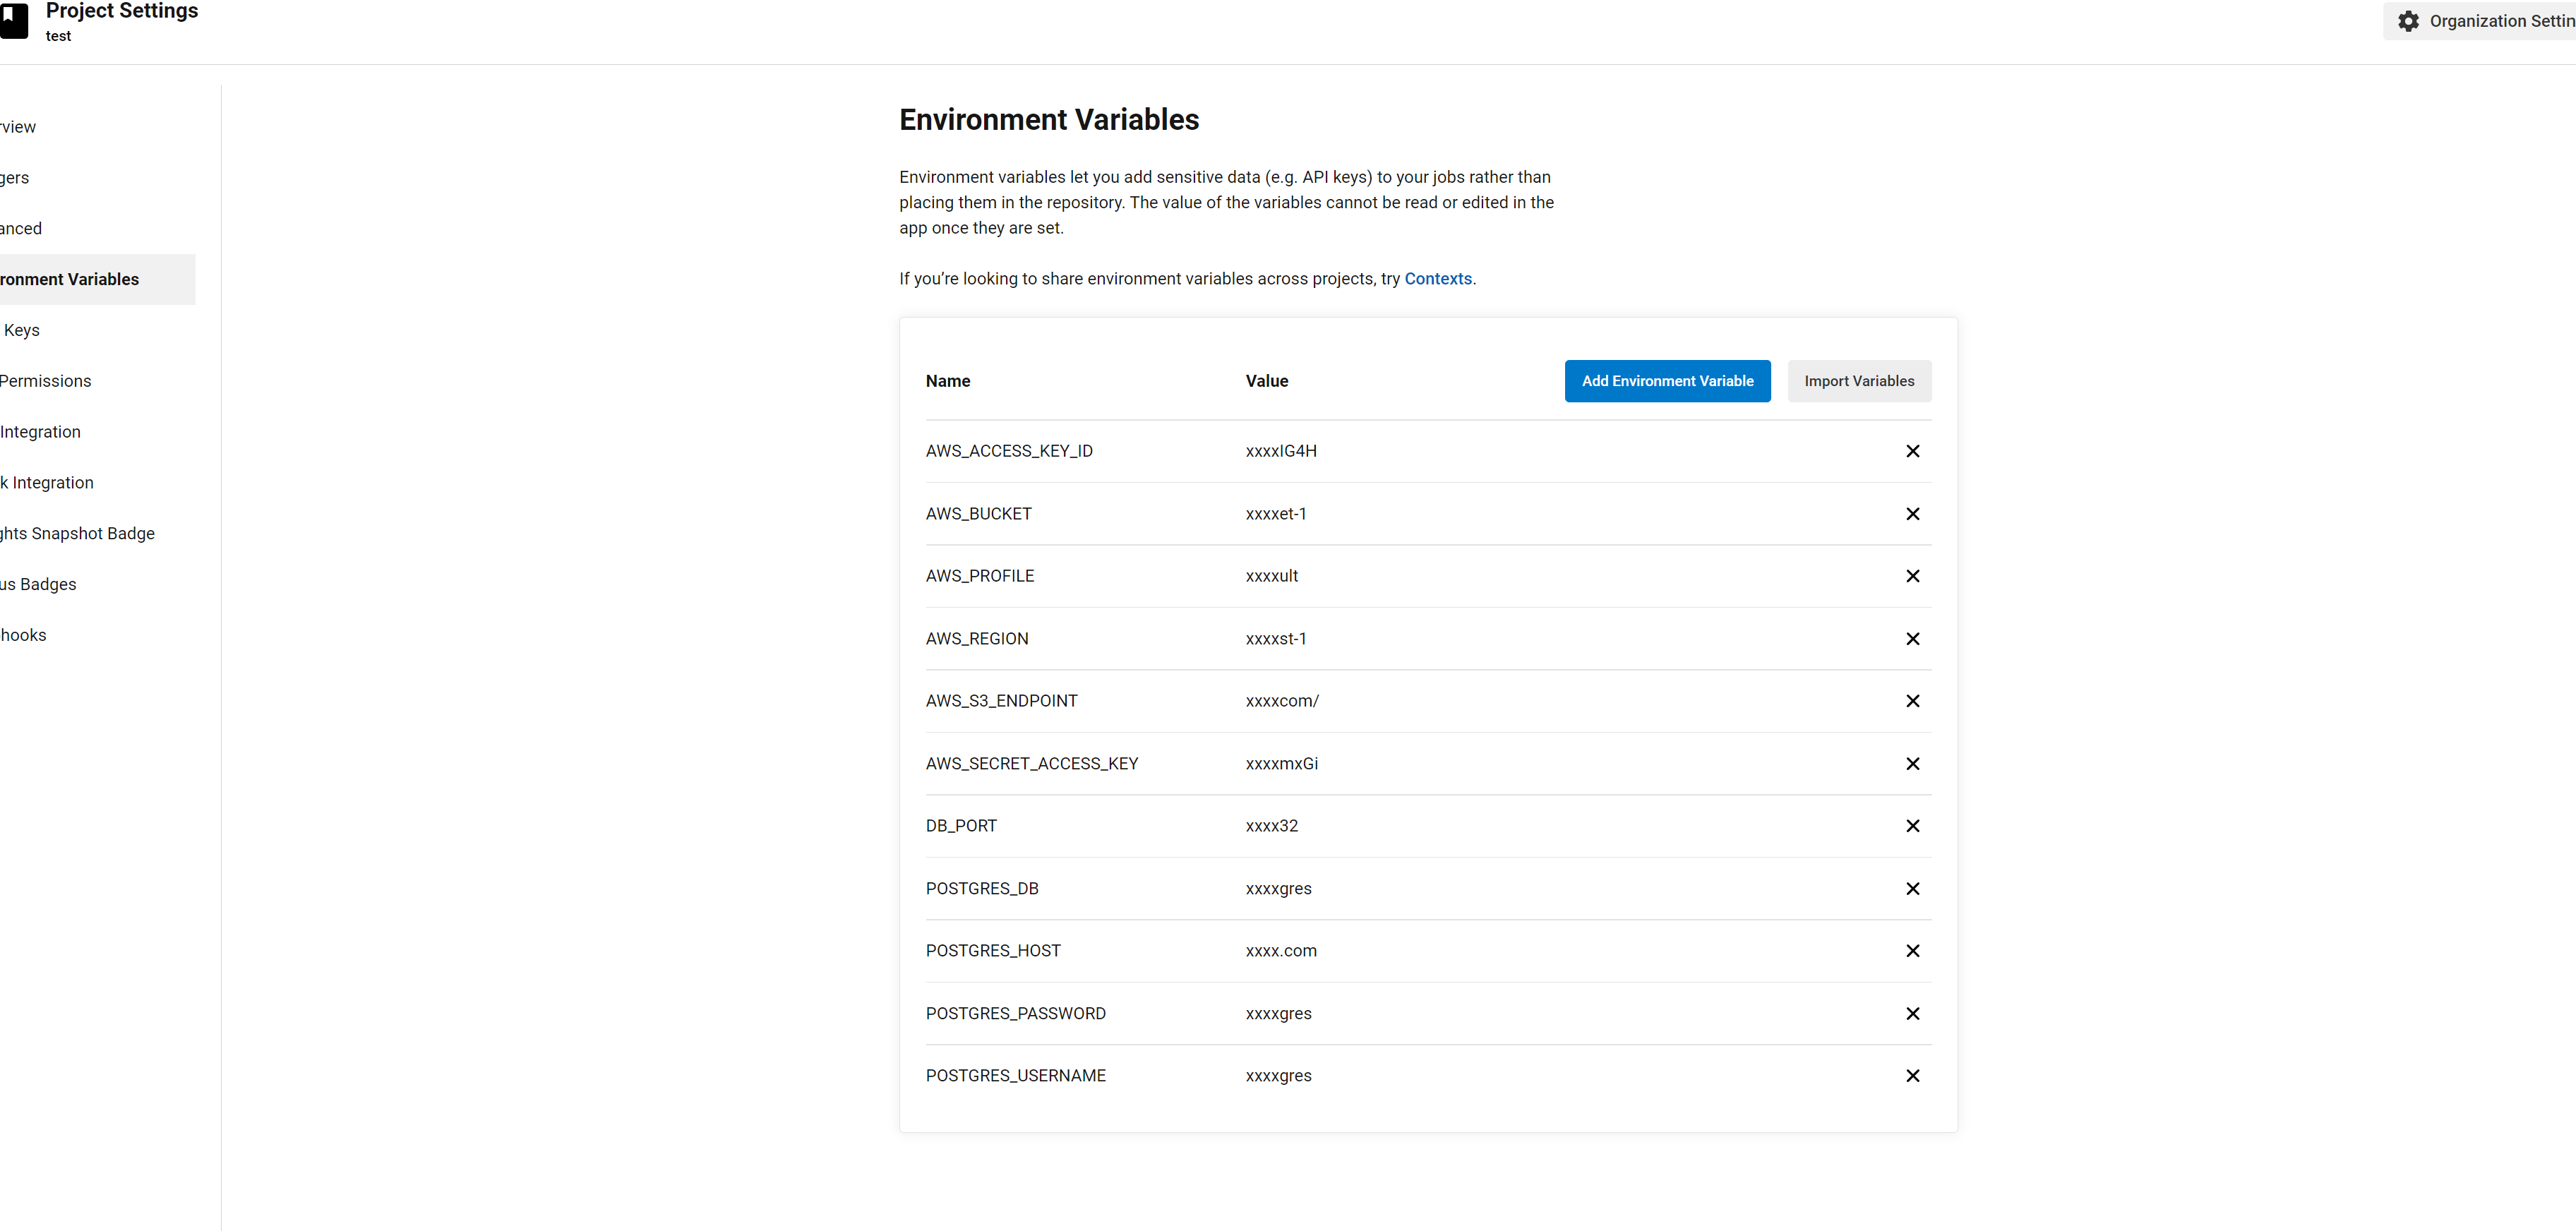 Project Settings
test
Organization Settin
rview
gers
anced
ronment Variables
Keys
Permissions
Integration
k Integration
ghts Snapshot Badge
us Badges
hooks
Environment Variables
Environment variables let you add sensitive data (e.g. API keys) to your jobs rather than
placing them in the repository. The value of the variables cannot be read or edited in the
app once they are set.
If you’re looking to share environment variables across projects, try Contexts.
Name Value Add Environment Variable Import Variables
AWS_ACCESS_KEY_ID xxxxIG4H
AWS_BUCKET xxxxet-1
AWS_PROFILE xxxxult
AWS_REGION xxxxst-1
AWS_S3_ENDPOINT xxxxcom/
AWS_SECRET_ACCESS_KEY xxxxmxGi
DB_PORT xxxx32
POSTGRES_DB xxxxgres
POSTGRES_HOST xxxx.com
POSTGRES_PASSWORD xxxxgres
POSTGRES_USERNAME xxxxgres